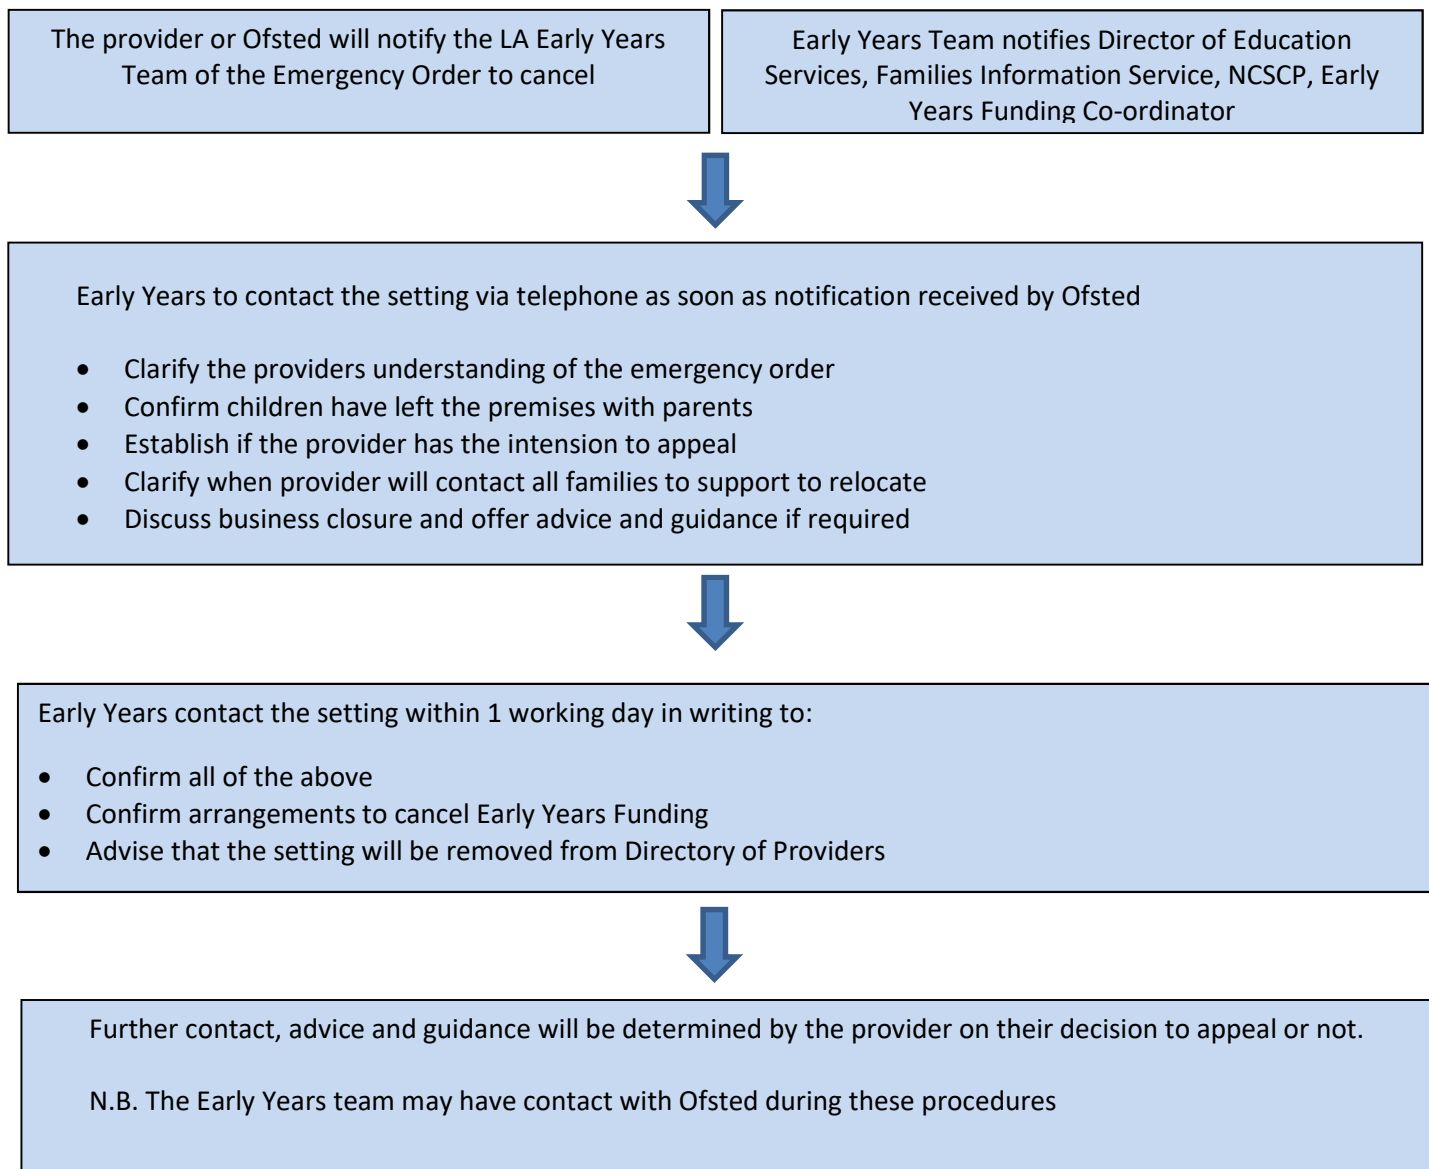 The provider or Ofsted will notify the LA Early Years
Team of the Emergency Order to cancel
Early Years Team notifies Director of Education
Services, Families Information Service, NCSCP, Early
Years Funding Co-ordinator
Early Years to contact the setting via telephone as soon as notification received by Ofsted
• Clarify the providers understanding of the emergency order
• Confirm children have left the premises with parents
• Establish if the provider has the intension to appeal
• Clarify when provider will contact all families to support to relocate
• Discuss business closure and offer advice and guidance if required
Early Years contact the setting within 1 working day in writing to:
• Confirm all of the above
• Confirm arrangements to cancel Early Years Funding
• Advise that the setting will be removed from Directory of Providers
Further contact, advice and guidance will be determined by the provider on their decision to appeal or not.
N.B. The Early Years team may have contact with Ofsted during these procedures